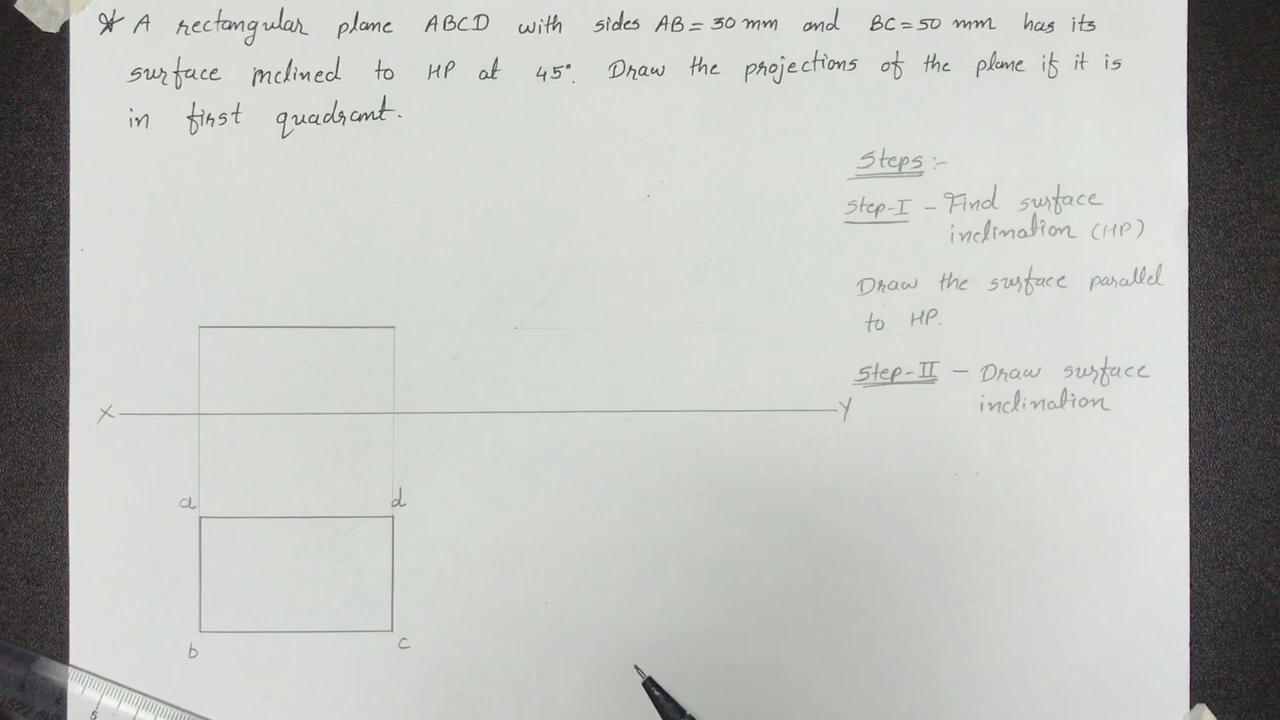 * A rectangular plane ABCD with sides AB = 30 mm and BC = 50 mm has its
surface inclined to HP at 45°. Draw the projections of the plane if it is
in first quadrant.
Steps :-
Step-I - Find surface
inclination (HP)
Draw the surface parallel
to HP.
Step-II - Draw surface
inclination
X Y
a d
b c
5